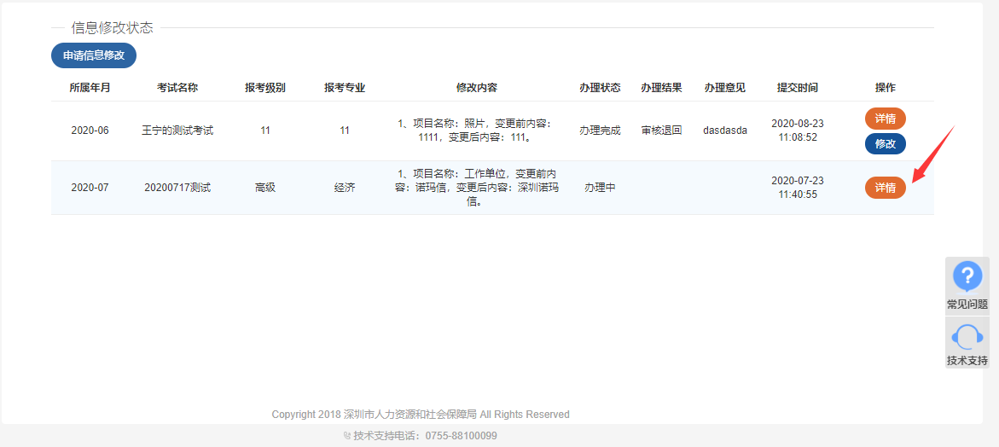 信息修改状态
申请信息修改
所属年月 考试名称 报考级别 报考专业 修改内容 办理状态 办理结果 办理意见 提交时间 操作
2020-06 王宁的测试考试 11 11 1、项目名称：照片，变更前内容：
1111，变更后内容：111。
办理完成 审核退回 dasdasda 2020-08-23
11:08:52
详情
修改
2020-07 20200717测试 高级 经济 1、项目名称：工作单位，变更前内
容：诺玛信，变更后内容：深圳诺玛
信。
办理中 2020-07-23
11:40:55
详情
?
常见问题
技术支持
Copyright 2018 深圳市人力资源和社会保障局 All Rights Reserved
技术支持电话：0755-88100099